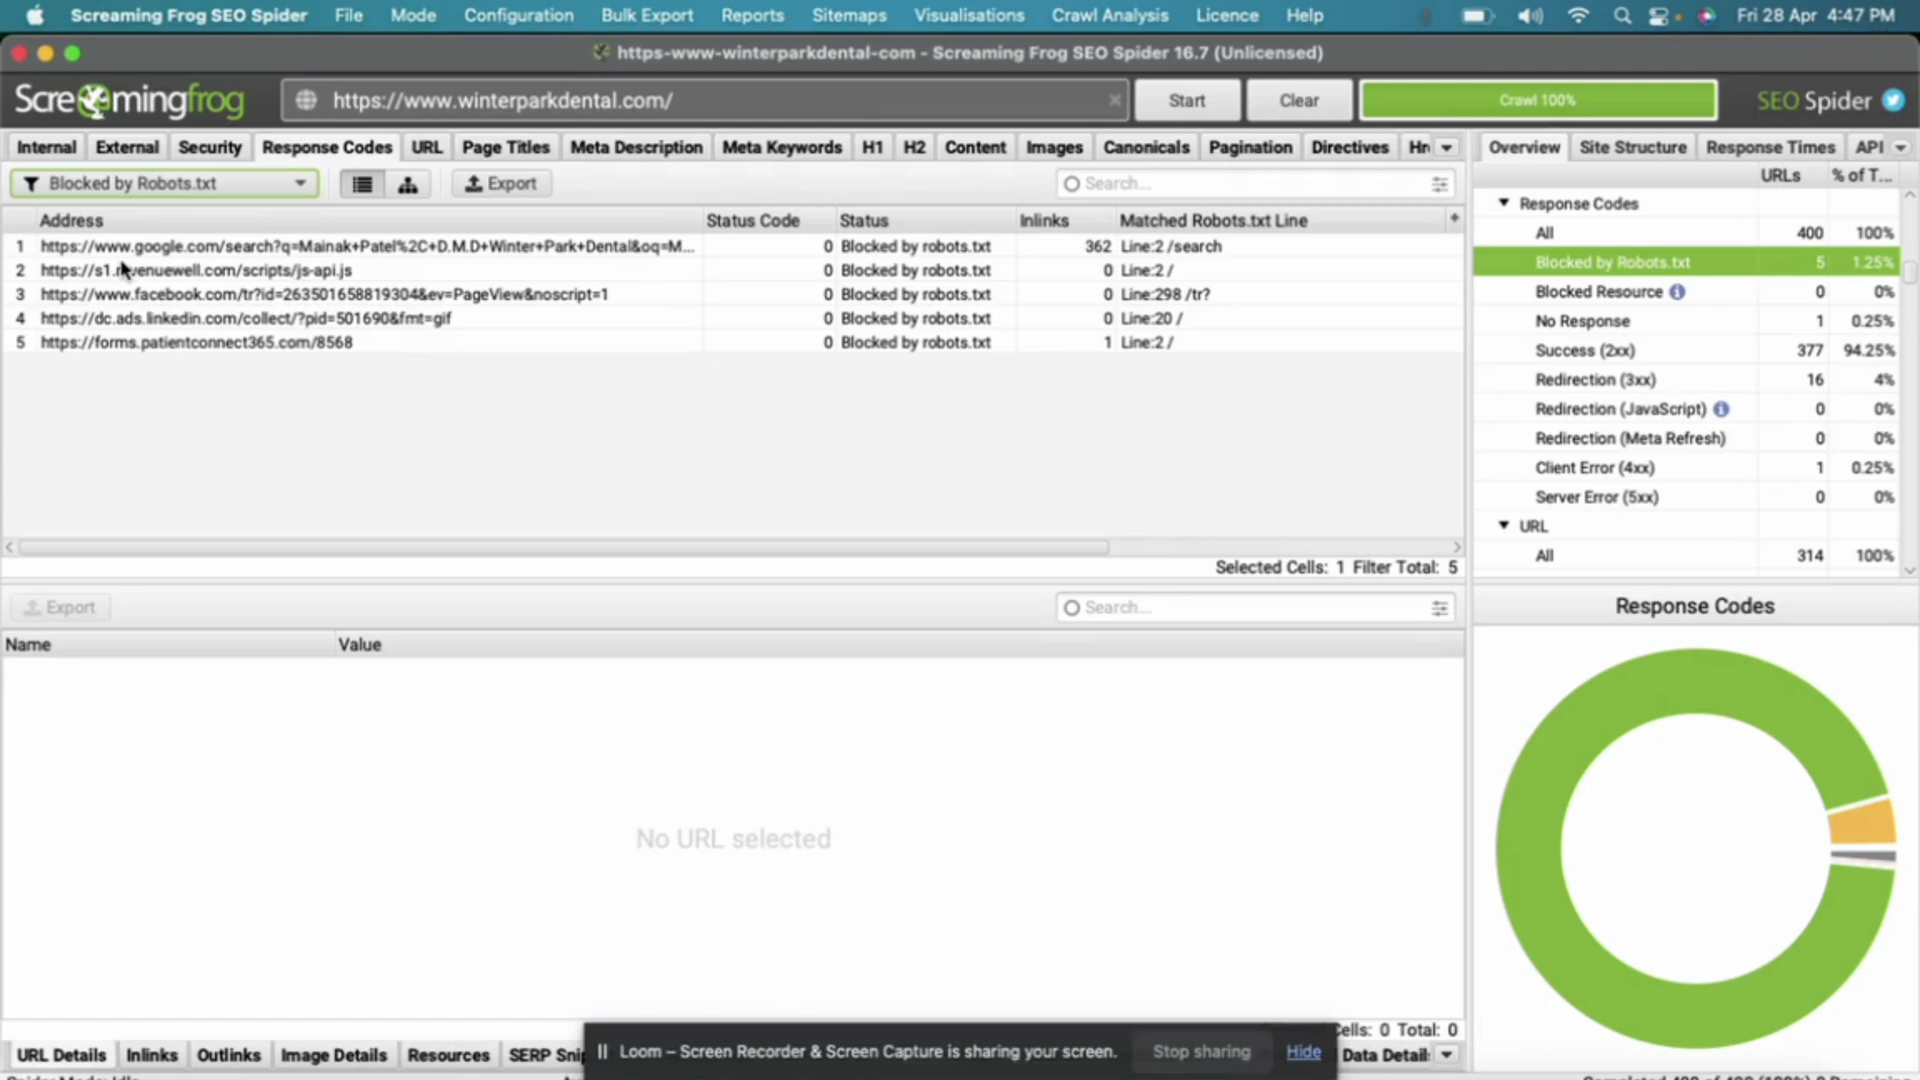 Screaming Frog SEO Spider File Mode Configuration Bulk Export Reports Sitemaps Visualisations Crawl Analysis Licence Help Fri 28 Apr 4:47 PM
https-www-winterparkdental-com - Screaming Frog SEO Spider 16.7 (Unlicensed)
Screamingfrog https://www.winterparkdental.com/ Start Clear Crawl 100% SEO Spider
Internal External Security Response Codes URL Page Titles Meta Description Meta Keywords H1 H2 Content Images Canonicals Pagination Directives Overview Site Structure Response Times API
Blocked by Robots.txt Export Search...
Address Status Code Status Inlinks Matched Robots.txt Line
1 https://www.google.com/search?q=Mainak+Patel%2C+D.M.D+Winter+Park+Dental&oq=M... 0 Blocked by robots.txt 362 Line:2 /search
2 https://s1. /scripts/js-api.js 0 Blocked by robots.txt 0 Line:2 /
3 https://www.facebook.com/tr?id=263501658819304&ev=PageView&noscript=1 0 Blocked by robots.txt 0 Line:298 /tr?
4 https://dc.ads.linkedin.com/collect/?pid=501690&fmt=gif 0 Blocked by robots.txt 0 Line:20 /
5 https://forms.patientconnect365.com/8568 0 Blocked by robots.txt 1 Line:2 /
Selected Cells: 1 Filter Total: 5
URLs % of T...
Response Codes
All 400 100%
Blocked by Robots.txt 5 1.25%
Blocked Resource 0 0%
No Response 1 0.25%
Success (2xx) 377 94.25%
Redirection (3xx) 16 4%
Redirection (JavaScript) 0 0%
Redirection (Meta Refresh) 0 0%
Client Error (4xx) 1 0.25%
Server Error (5xx) 0 0%
URL
All 314 100%
Export Search...
Name Value
No URL selected
Response Codes
Cells: 0 Total: 0
URL Details Inlinks Outlinks Image Details Resources SERP
Loom – Screen Recorder & Screen Capture is sharing your screen. Stop sharing Hide
Data